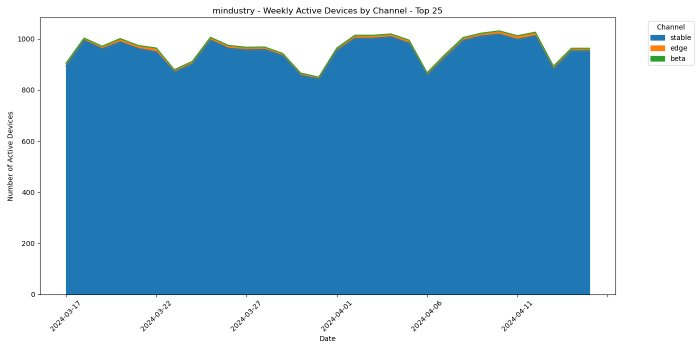 mindustry - Weekly Active Devices by Channel - Top 25
Channel
stable
edge
beta
Number of Active Devices
1000
800
600
400
200
0
2024-03-17
2024-03-22
2024-03-27
2024-04-01
2024-04-06
2024-04-11
Date